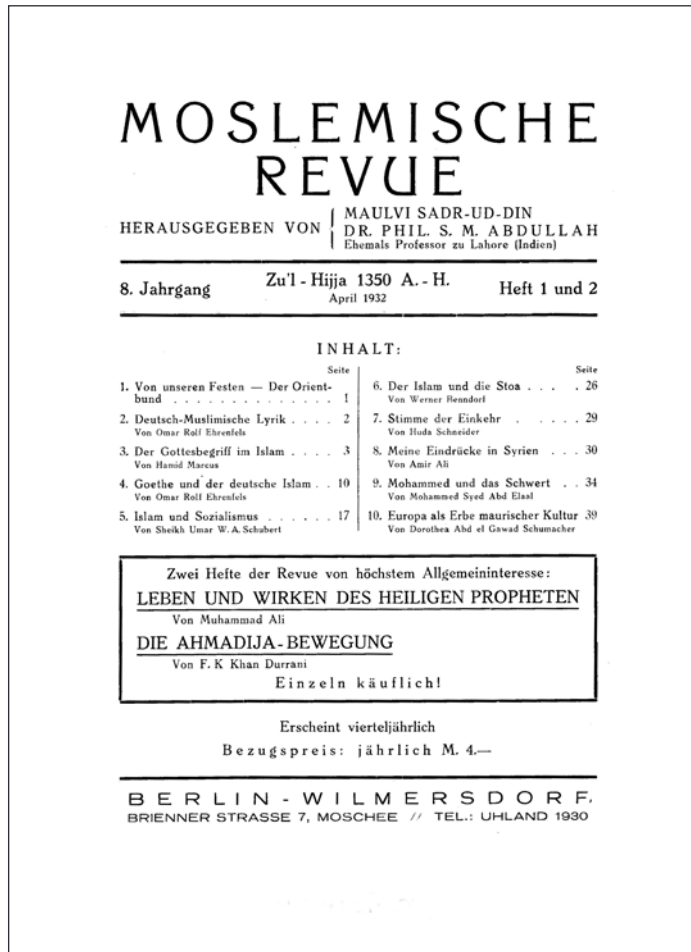 MOSLEMISCHE
REVUE
HERAUSGEGEBEN VON
MAULVI SADR-UD-DIN
DR. PHIL. S. M. ABDULLAH
Ehemals Professor zu Lahore (Indien)
8. Jahrgang
Zu'l - Hijja 1350 A. - H.
April 1932
Heft 1 und 2
INHALT:
Seite
1. Von unseren Festen — Der Orient-
bund . . . . . . . . . . . . . . 1
2. Deutsch-Muslimische Lyrik . . . . 2
Von Omar Rolf Ehrenfels
3. Der Gottesbegriff im Islam . . . . 3
Von Hamid Marcus
4. Goethe und der deutsche Islam . . 10
Von Omar Rolf Ehrenfels
5. Islam und Sozialismus . . . . . . 17
Von Sheikh Umar W. A. Schubert
Seite
6. Der Islam und die Stoa . . . . 26
Von Werner Benndorf
7. Stimme der Einkehr . . . . . . 29
Von Huda Schneider
8. Meine Eindrücke in Syrien . . . 30
Von Amir Ali
9. Mohammed und das Schwert . . 34
Von Mohammed Syed Abd Elaal
10. Europa als Erbe maurischer Kultur 39
Von Dorothea Abd el Gawad Schumacher
Zwei Hefte der Revue von höchstem Allgemeininteresse:
LEBEN UND WIRKEN DES HEILIGEN PROPHETEN
Von Muhammad Ali
DIE AHMADIJA-BEWEGUNG
Von F. K Khan Durrani
Einzeln käuflich!
Erscheint vierteljährlich
Bezugspreis: jährlich M. 4.—
BERLIN - WILMERSDORF,
BRIENNER STRASSE 7, MOSCHEE // TEL.: UHLAND 1930